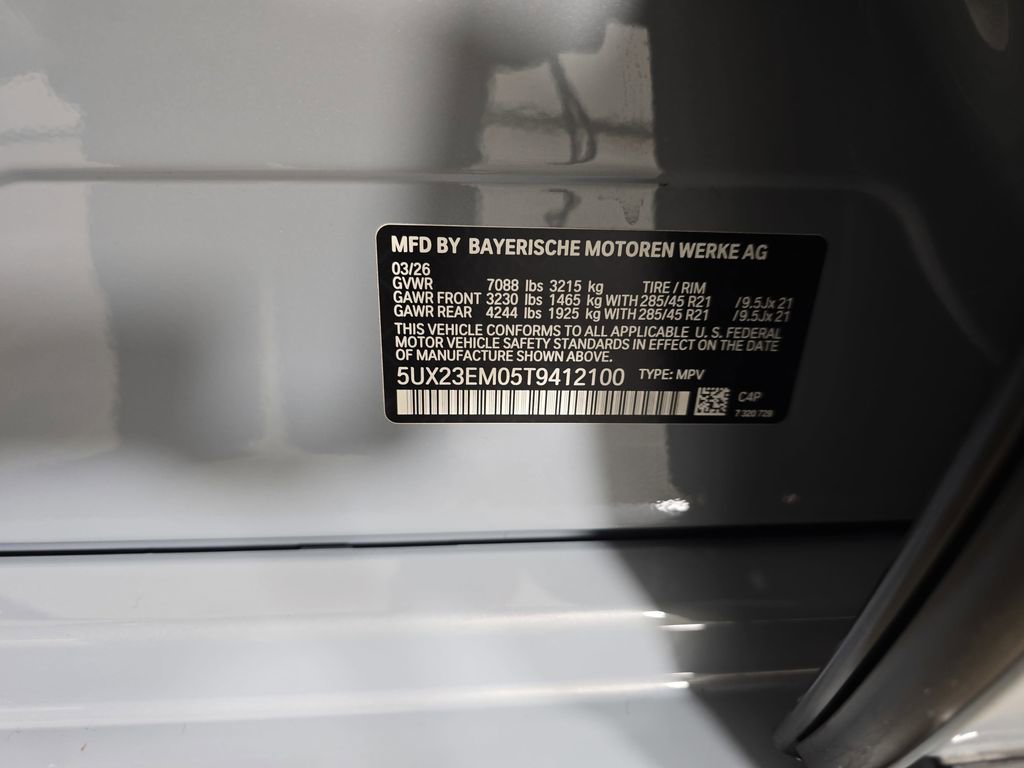 MFD BY BAYERISCHE MOTOREN WERKE AG
03/26
GVWR 7088 lbs 3215 kg TIRE / RIM
GAWR FRONT 3230 lbs 1465 kg WITH 285/45 R21 /9.5Jx 21
GAWR REAR 4244 lbs 1925 kg WITH 285/45 R21 /9.5Jx 21
THIS VEHICLE CONFORMS TO ALL APPLICABLE U.S. FEDERAL
MOTOR VEHICLE SAFETY STANDARDS IN EFFECT ON THE DATE
OF MANUFACTURE SHOWN ABOVE.
5UX23EM05T9412100 TYPE: MPV
C4P
7 320 729